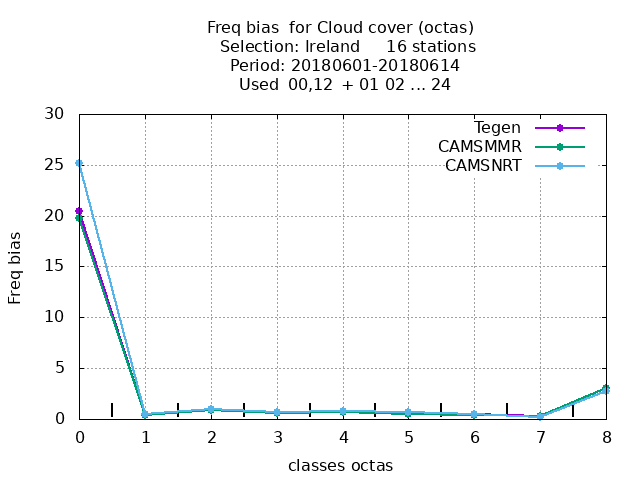 Freq bias  for Cloud cover (octas)
Selection: Ireland     16 stations
Period: 20180601-20180614
Used  00,12  + 01 02 ... 24
30
25
20
15
10
5
0
Freq bias
Tegen
CAMSMMR
CAMSNRT
0 1 2 3 4 5 6 7 8
classes octas